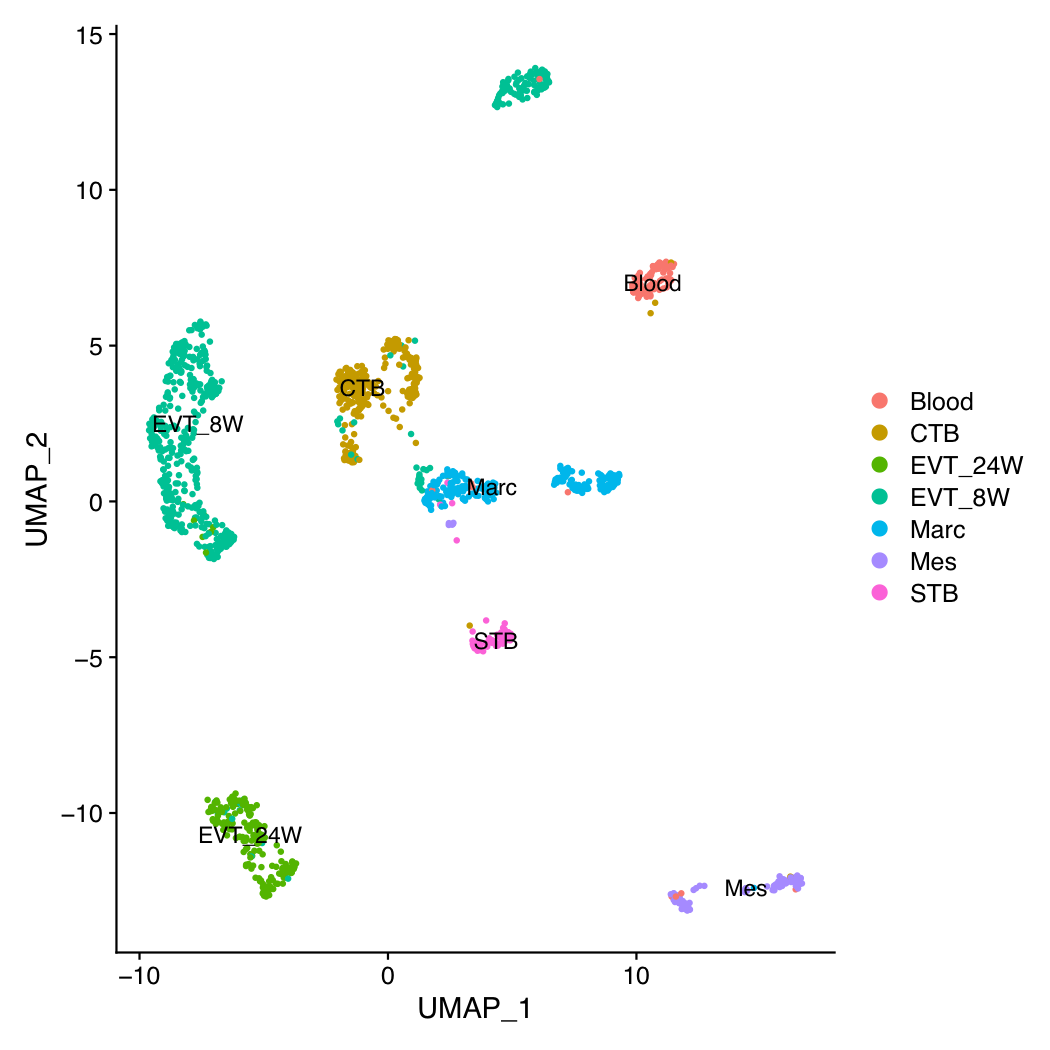 15
10
5
0
−5
−10
UMAP_2
Blood
CTB
EVT_8W
Marc
STB
EVT_24W
Mes
−10
0
10
UMAP_1
Blood
CTB
EVT_24W
EVT_8W
Marc
Mes
STB